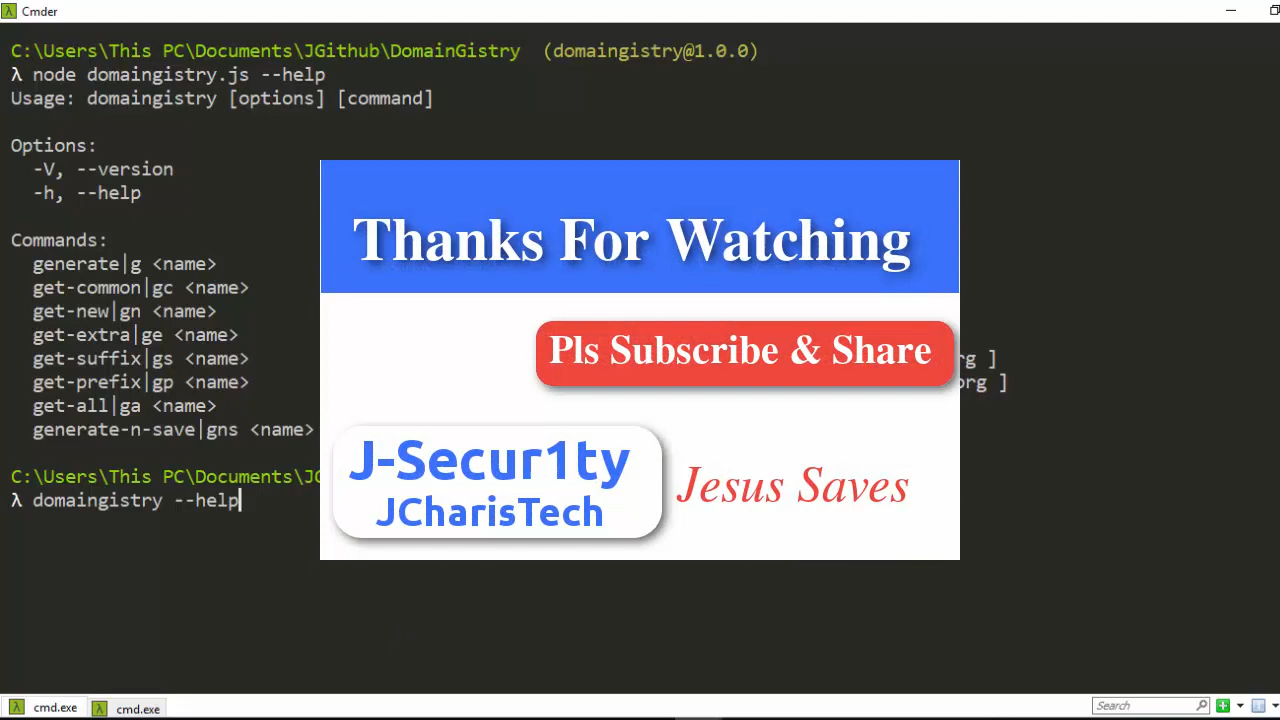 Cmder
C:\Users\This PC\Documents\JGithub\DomainGistry (domaingistry@1.0.0)
λ node domaingistry.js --help
Usage: domaingistry [options] [command]
Options:
-V, --version
-h, --help
Commands:
generate|g <name>
get-common|gc <name>
get-new|gn <name>
get-extra|ge <name>
get-suffix|gs <name> rg ]
get-prefix|gp <name> org ]
get-all|ga <name>
generate-n-save|gns <name>
C:\Users\This PC\Documents\J
λ domaingistry --help
Thanks For Watching
Pls Subscribe & Share
J-Secur1ty
JCharisTech
Jesus Saves
cmd.exe
cmd.exe
Search